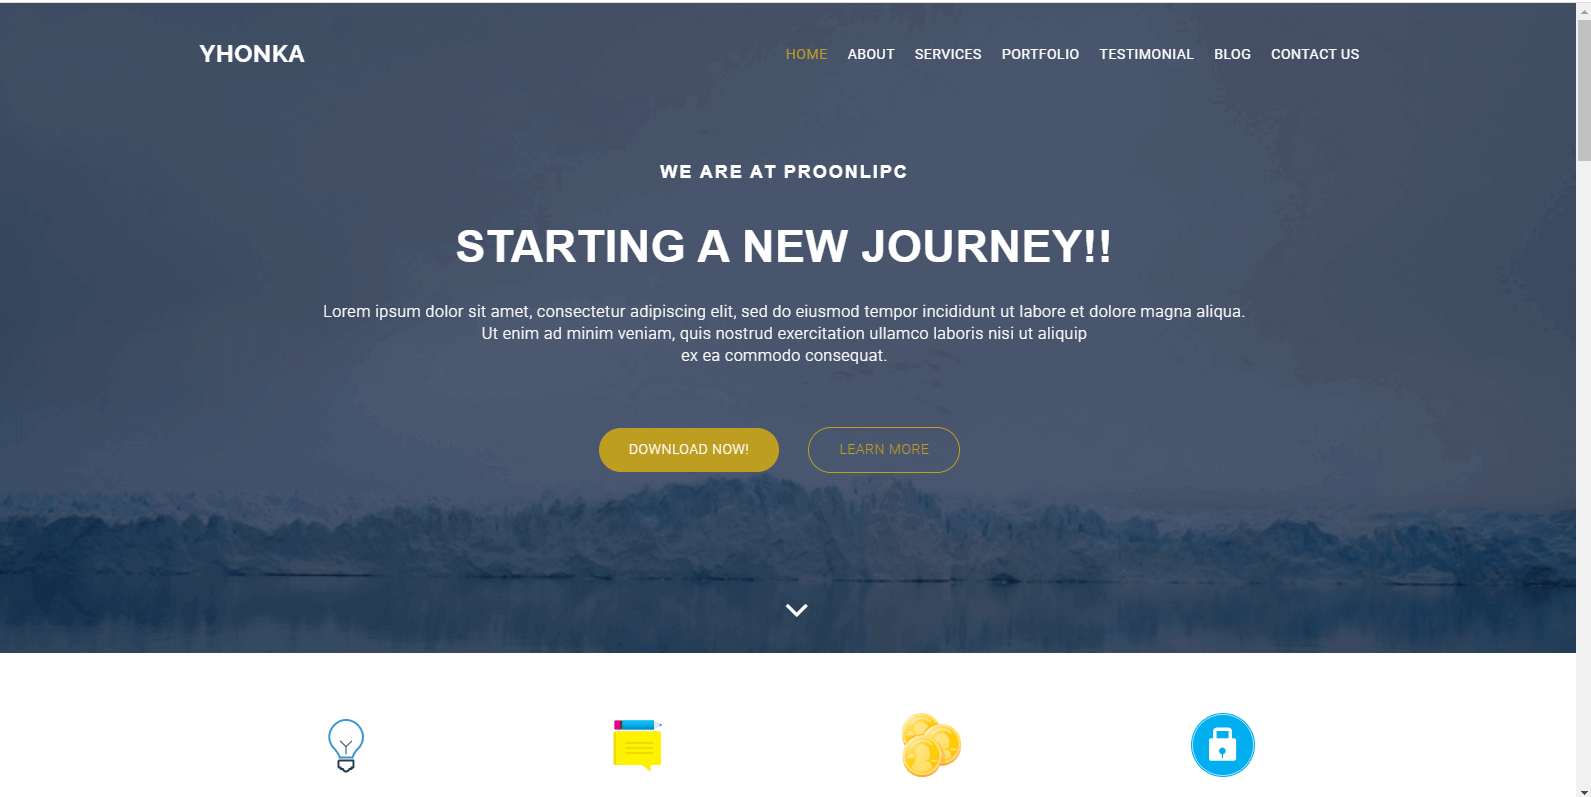 YHONKA
HOME ABOUT SERVICES PORTFOLIO TESTIMONIAL BLOG CONTACT US
WE ARE AT PROONLIPC
STARTING A NEW JOURNEY!!
Lorem ipsum dolor sit amet, consectetur adipiscing elit, sed do eiusmod tempor incididunt ut labore et dolore magna aliqua.
Ut enim ad minim veniam, quis nostrud exercitation ullamco laboris nisi ut aliquip
ex ea commodo consequat.
DOWNLOAD NOW! LEARN MORE